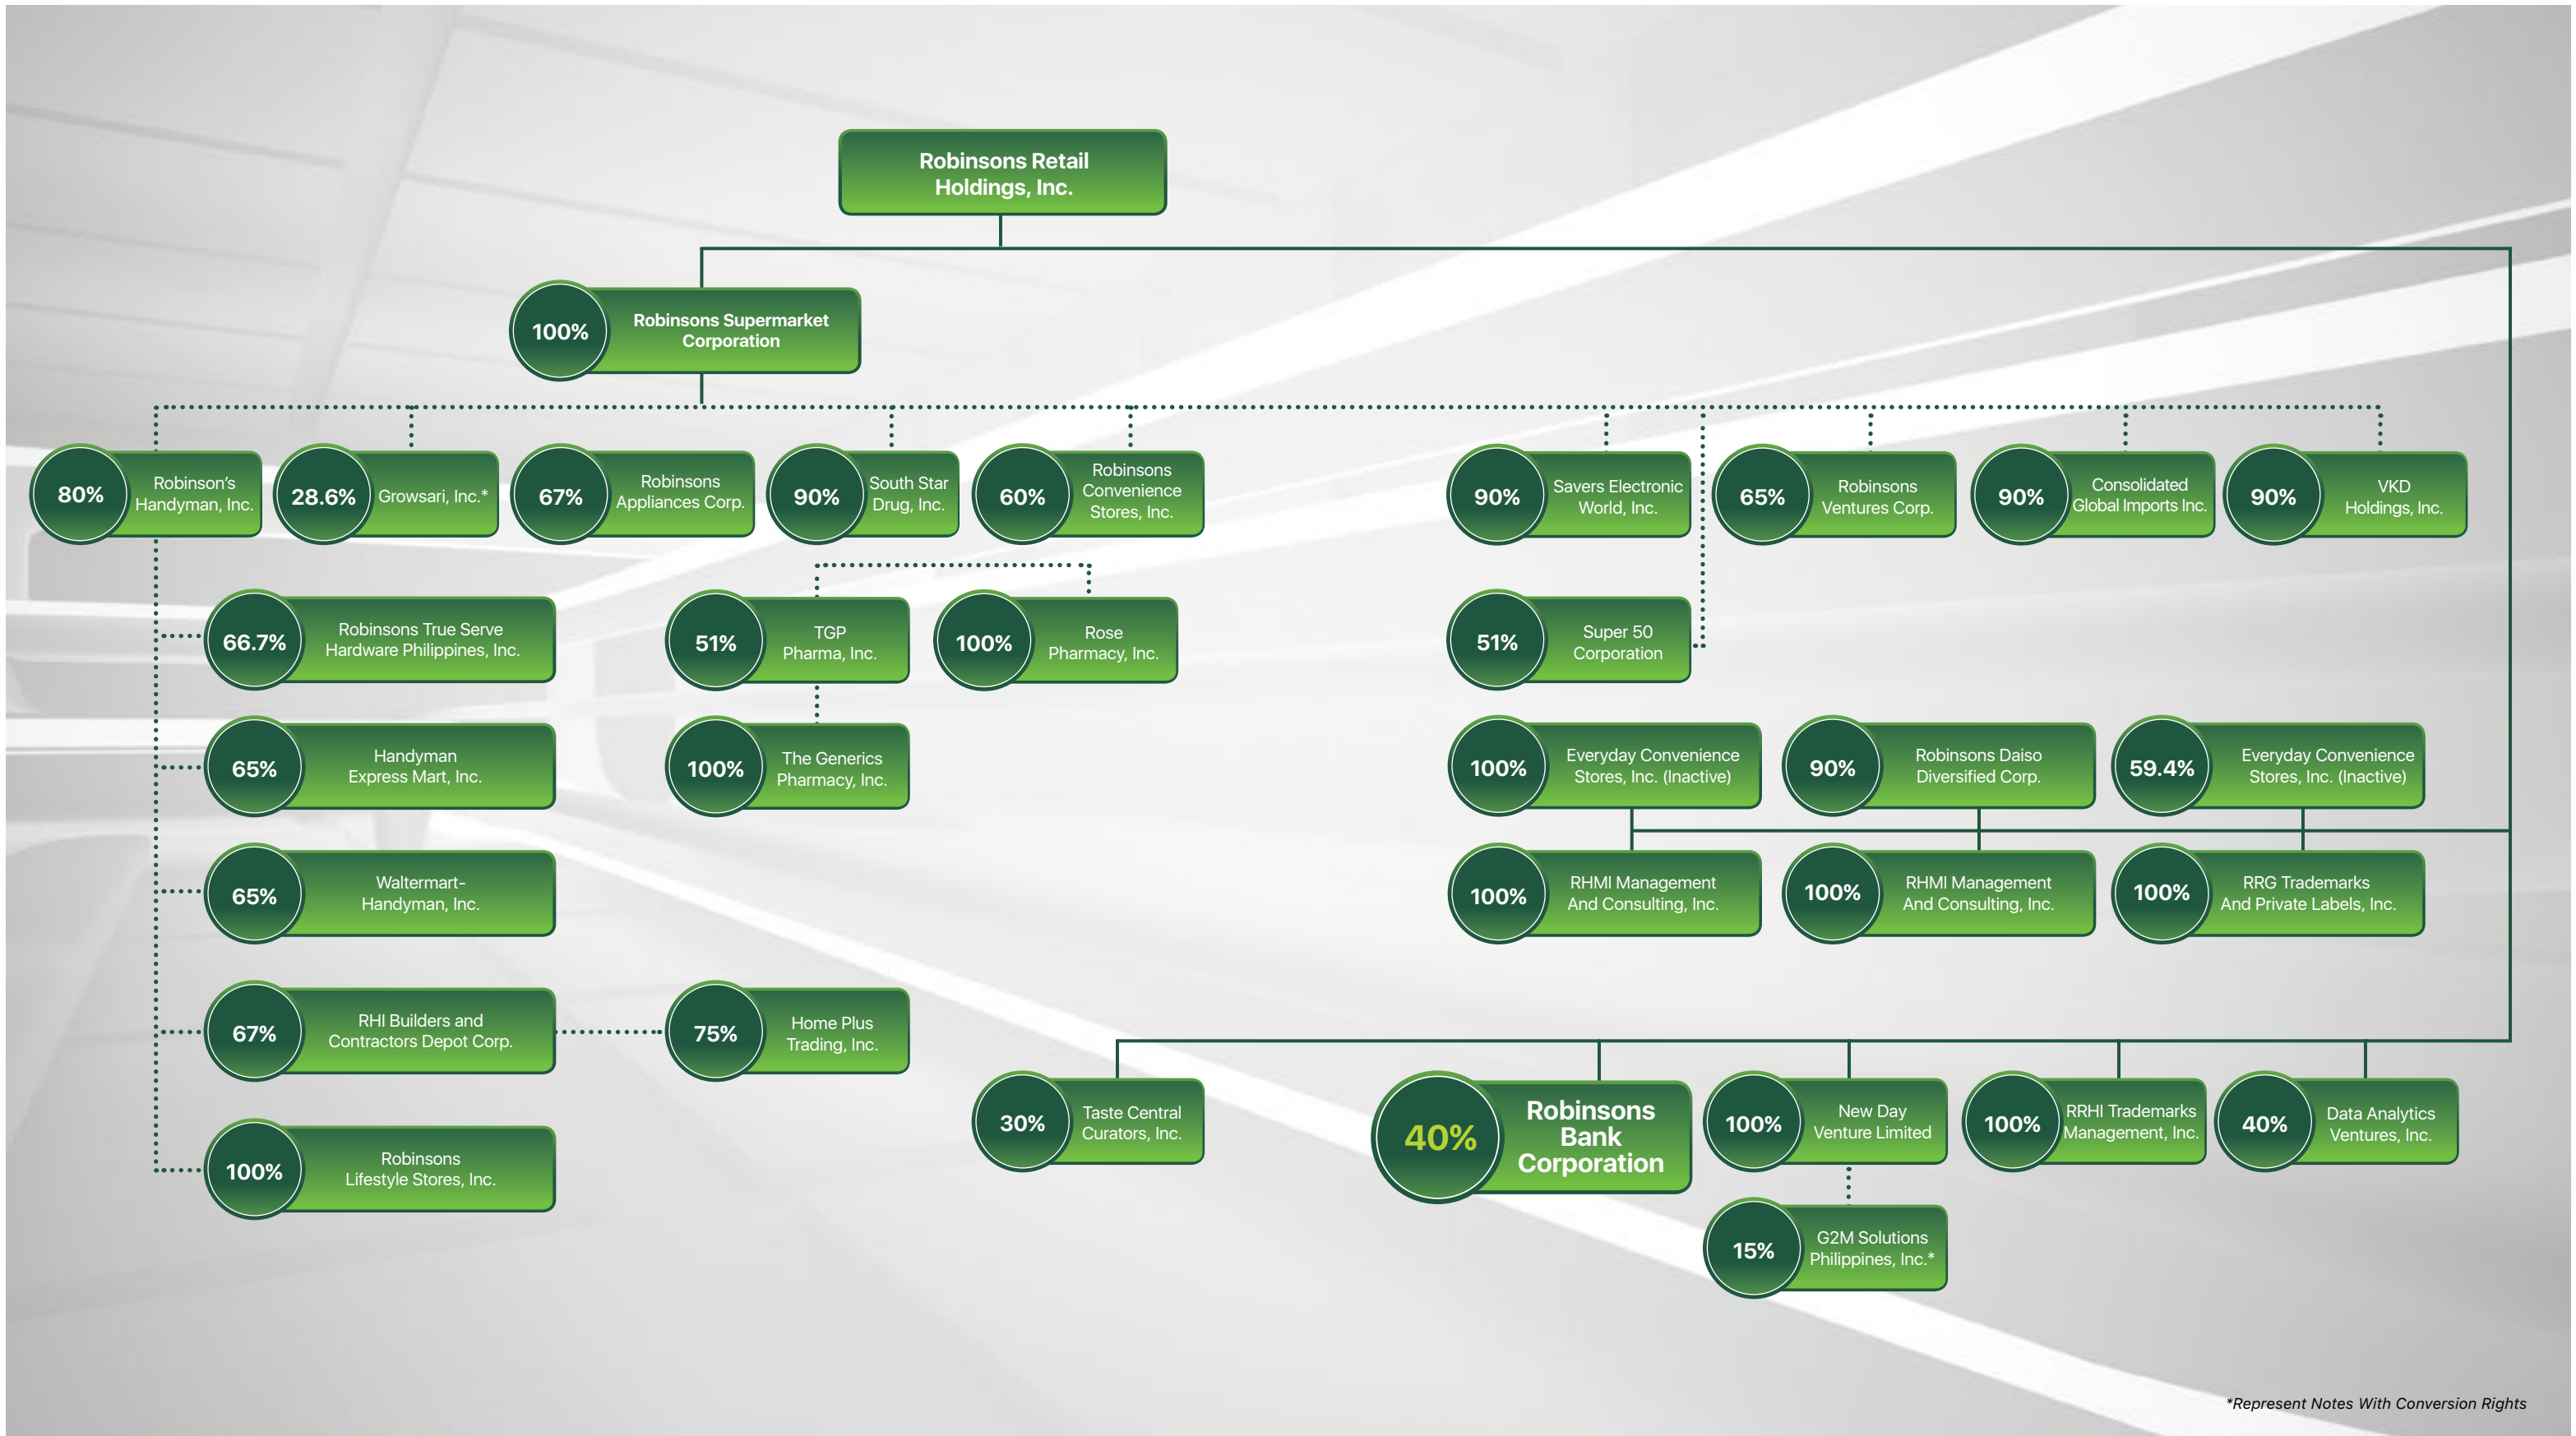 Robinsons Retail
Holdings, Inc.
100%
Robinsons Supermarket
Corporation
80%
Robinson’s
Handyman, Inc.
28.6%
Growsari, Inc.*
67%
Robinsons
Appliances Corp.
90%
South Star
Drug, Inc.
60%
Robinsons
Convenience
Stores, Inc.
90%
Savers Electronic
World, Inc.
65%
Robinsons
Ventures Corp.
90%
Consolidated
Global Imports Inc.
90%
VKD
Holdings, Inc.
66.7%
Robinsons True Serve
Hardware Philippines, Inc.
51%
TGP
Pharma, Inc.
100%
Rose
Pharmacy, Inc.
51%
Super 50
Corporation
65%
Handyman
Express Mart, Inc.
100%
The Generics
Pharmacy, Inc.
100%
Everyday Convenience
Stores, Inc. (Inactive)
90%
Robinsons Daiso
Diversified Corp.
59.4%
Everyday Convenience
Stores, Inc. (Inactive)
65%
Waltermart-
Handyman, Inc.
100%
RHMI Management
And Consulting, Inc.
100%
RHMI Management
And Consulting, Inc.
100%
RRG Trademarks
And Private Labels, Inc.
67%
RHI Builders and
Contractors Depot Corp.
75%
Home Plus
Trading, Inc.
30%
Taste Central
Curators, Inc.
40%
Robinsons
Bank
Corporation
100%
New Day
Venture Limited
100%
RRHI Trademarks
Management, Inc.
40%
Data Analytics
Ventures, Inc.
100%
Robinsons
Lifestyle Stores, Inc.
15%
G2M Solutions
Philippines, Inc.*
*Represent Notes With Conversion Rights